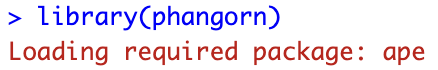 > library(phangorn)
Loading required package: ape